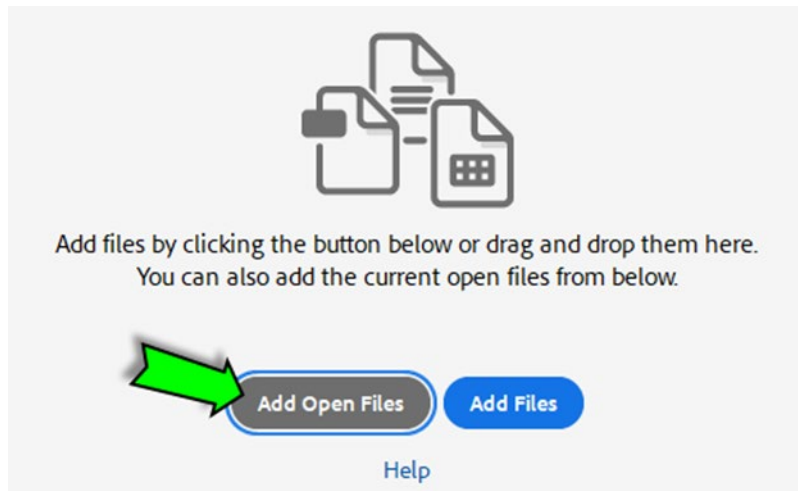 Add files by clicking the button below or drag and drop them here.
You can also add the current open files from below.
Add Open Files
Add Files
Help